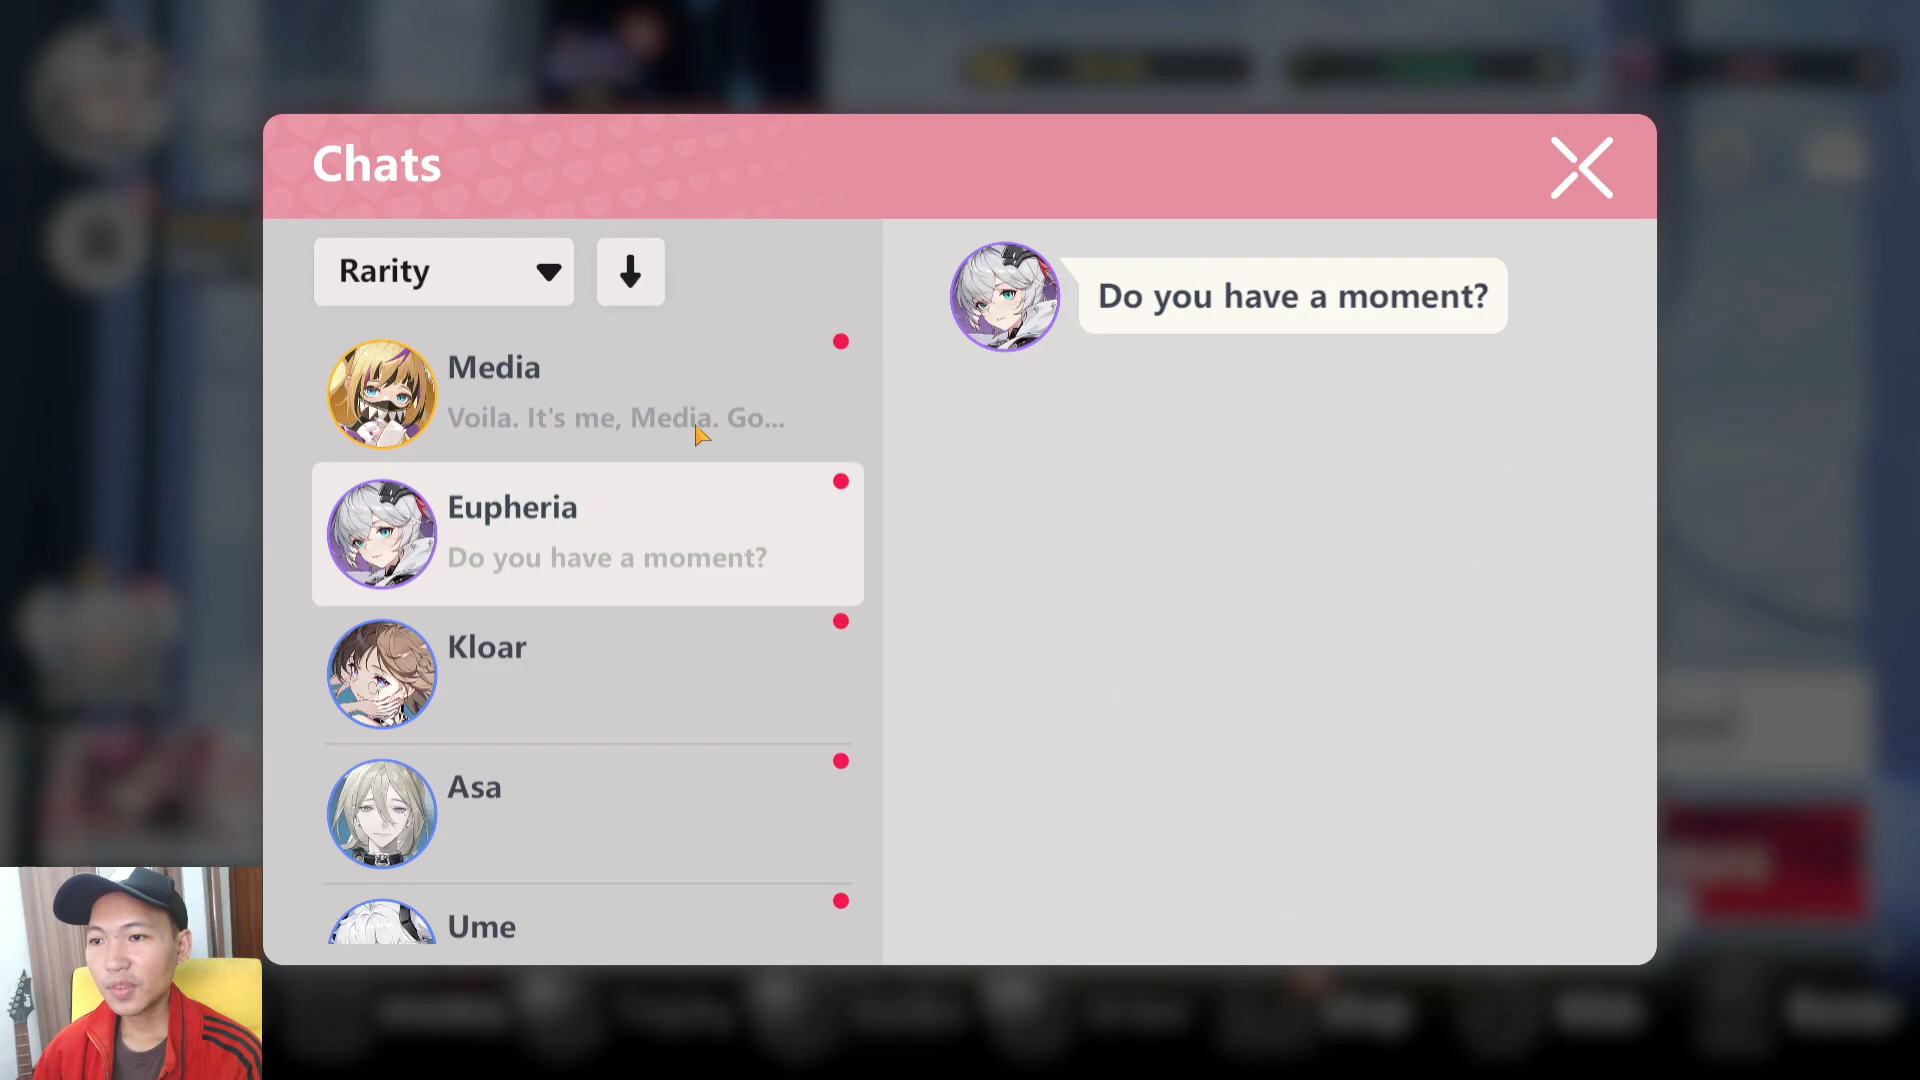 Chats
Rarity
Media
Voila. It's me, Media. Go...
Eupheria
Do you have a moment?
Kloar
Asa
Ume
Do you have a moment?